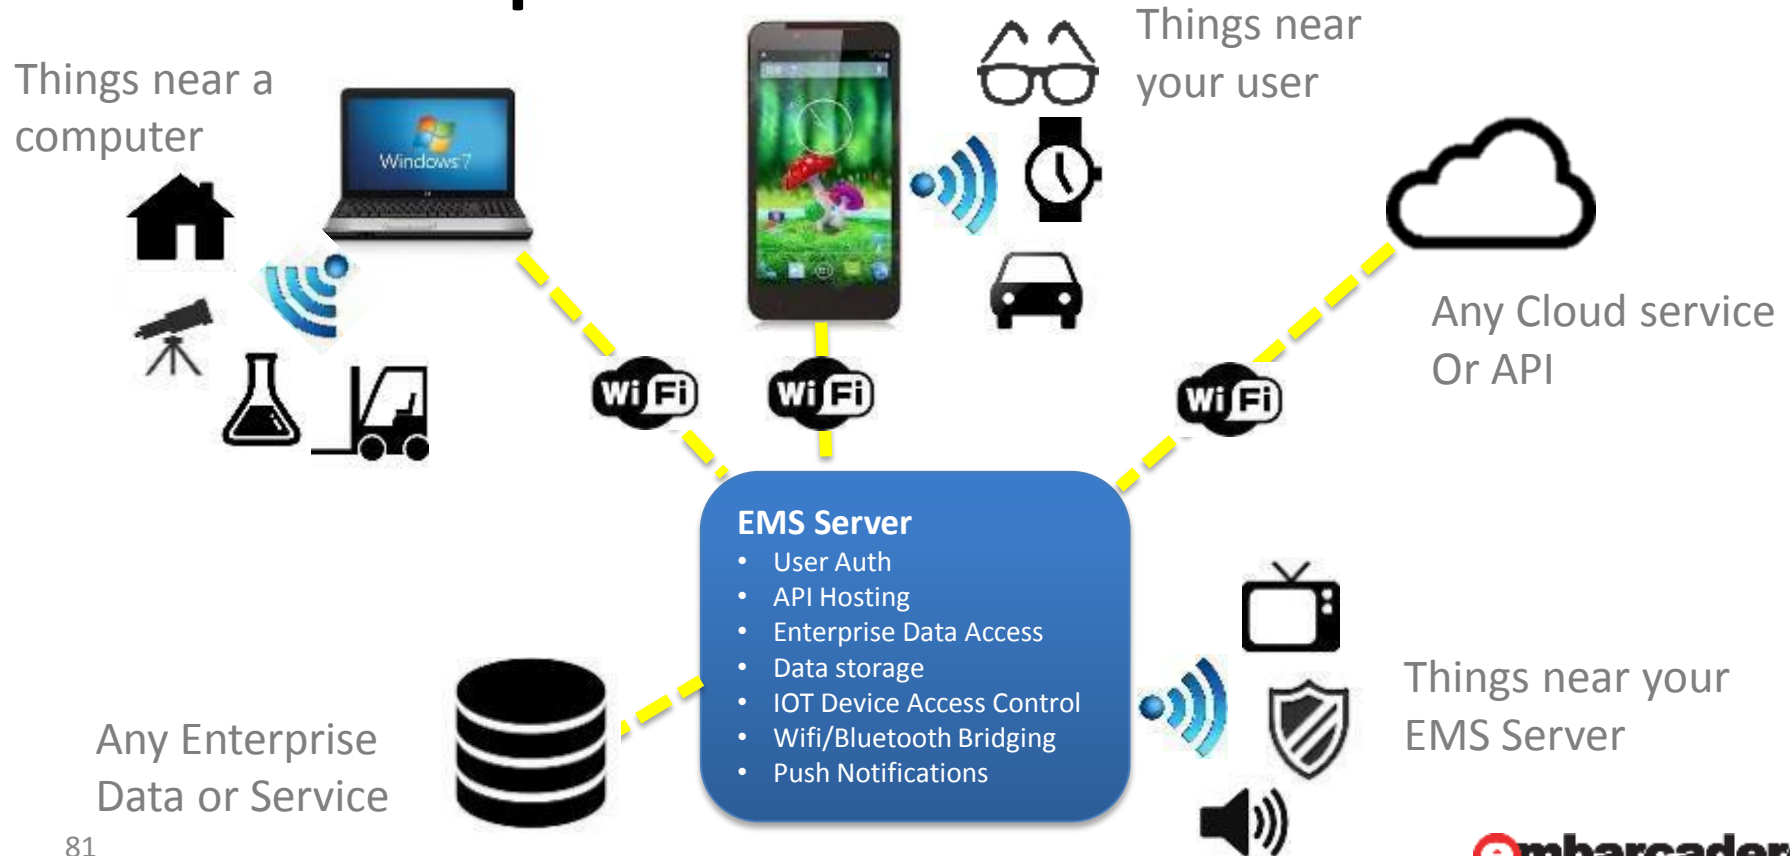 Things near a
computer
Windows 7
Things near
your user
Any Cloud service
Or API
Wi Fi
Wi Fi
Wi Fi
EMS Server
• User Auth
• API Hosting
• Enterprise Data Access
• Data storage
• IOT Device Access Control
• Wifi/Bluetooth Bridging
• Push Notifications
Things near your
EMS Server
Any Enterprise
Data or Service
81
embarcader